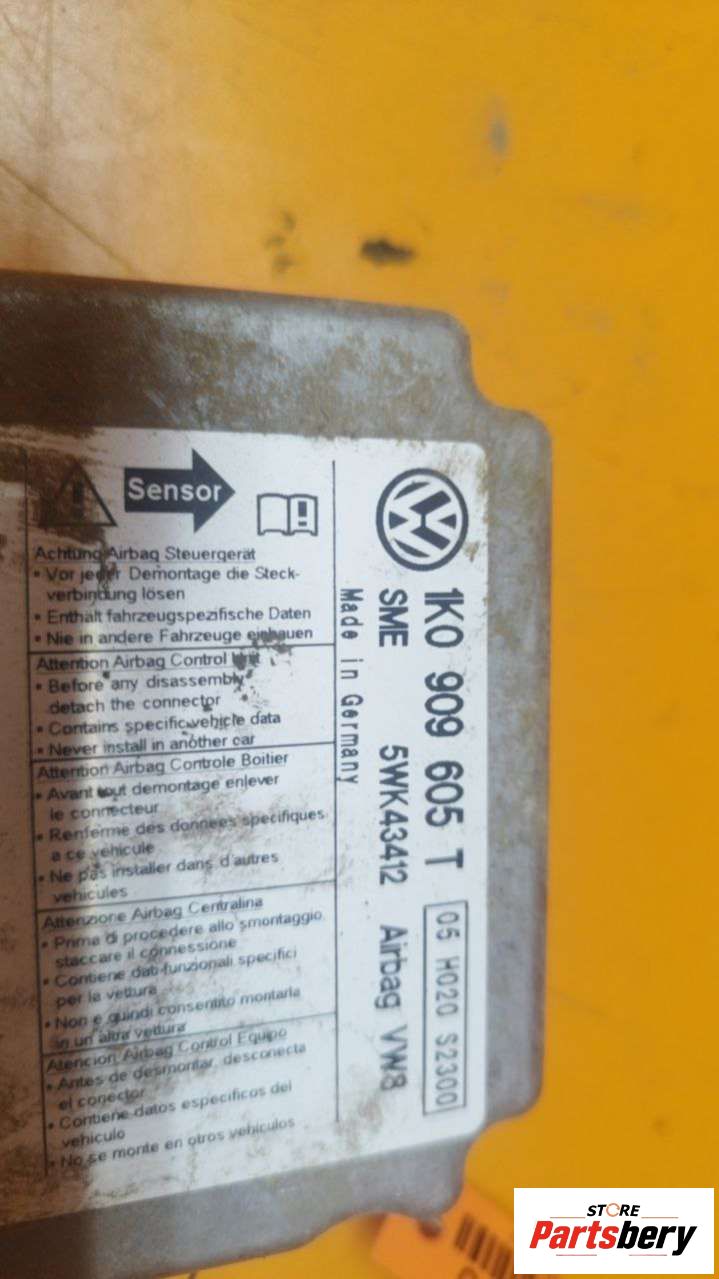 1K0 909 605 T
05 H020 S2300
SME 5WK43412 Airbag VW8
Made in Germany
Sensor
Achtung Airbag Steuergerät
• Vor jeder Demontage die Steck-
verbindung lösen
• Enthält fahrzeugspezifische Daten
• Nie in andere Fahrzeuge einbauen
Attention Airbag Control Unit
• Before any disassembly
detach the connector
• Contains specific vehicle data
• Never install in another car
Attention Airbag Controle Boitier
• Avant tout demontage enlever
le connecteur
• Renferme des donnees specifiques
a ce vehicule
• Ne pas installer dans d'autres
vehicules
Attenzione Airbag Centralina
• Prima di procedere allo smontaggio
staccare il connessione
• Contiene dati funzionali specifici
per la vettura
• Non e quindi consentito montarla
in un'altra vettura
Atencion Airbag Control Equipo
• Antes de desmontar, desconecta
el conector
• Contiene datos especificos del
vehiculo
• No se monte en otros vehiculos
STORE
Partsbery